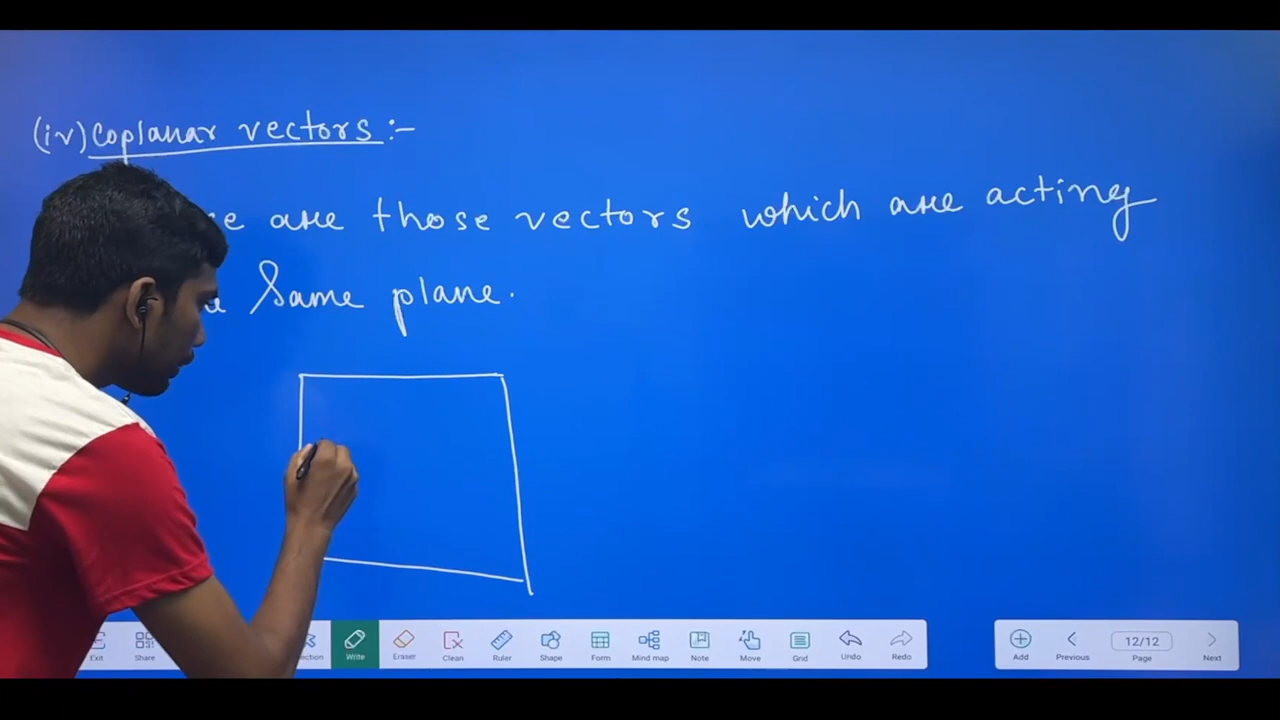 (iv) Coplanar vectors :-
are those vectors which are acting
Same plane.
Exit Share Write Eraser Clean Ruler Shape Form Mind map Note Move Grid Undo Redo Add Previous 12/12 Page Next